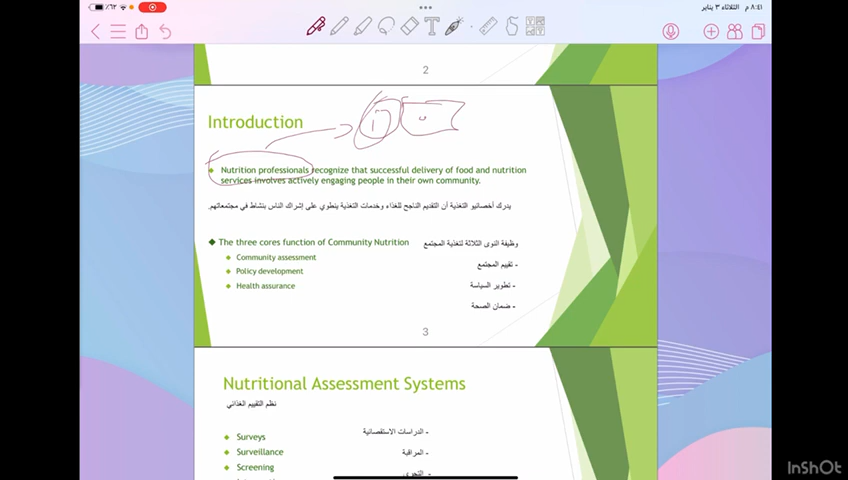 ٨:٤١ م الثلاثاء ٣ يناير
٪٦٢
2
Introduction
Nutrition professionals recognize that successful delivery of food and nutrition
services involves actively engaging people in their own community.
يدرك أخصائيو التغذية أن التقديم الناجح للغذاء وخدمات التغذية ينطوي على إشراك الناس بنشاط في مجتمعاتهم.
The three cores function of Community Nutrition
وظيفة النوى الثلاثة لتغذية المجتمع
Community assessment
- تقييم المجتمع
Policy development
- تطوير السياسة
Health assurance
- ضمان الصحة
3
Nutritional Assessment Systems
نظم التقييم الغذائي
Surveys
- الدراسات الاستقصائية
Surveillance
- المراقبة
Screening
- التحري
InShOt